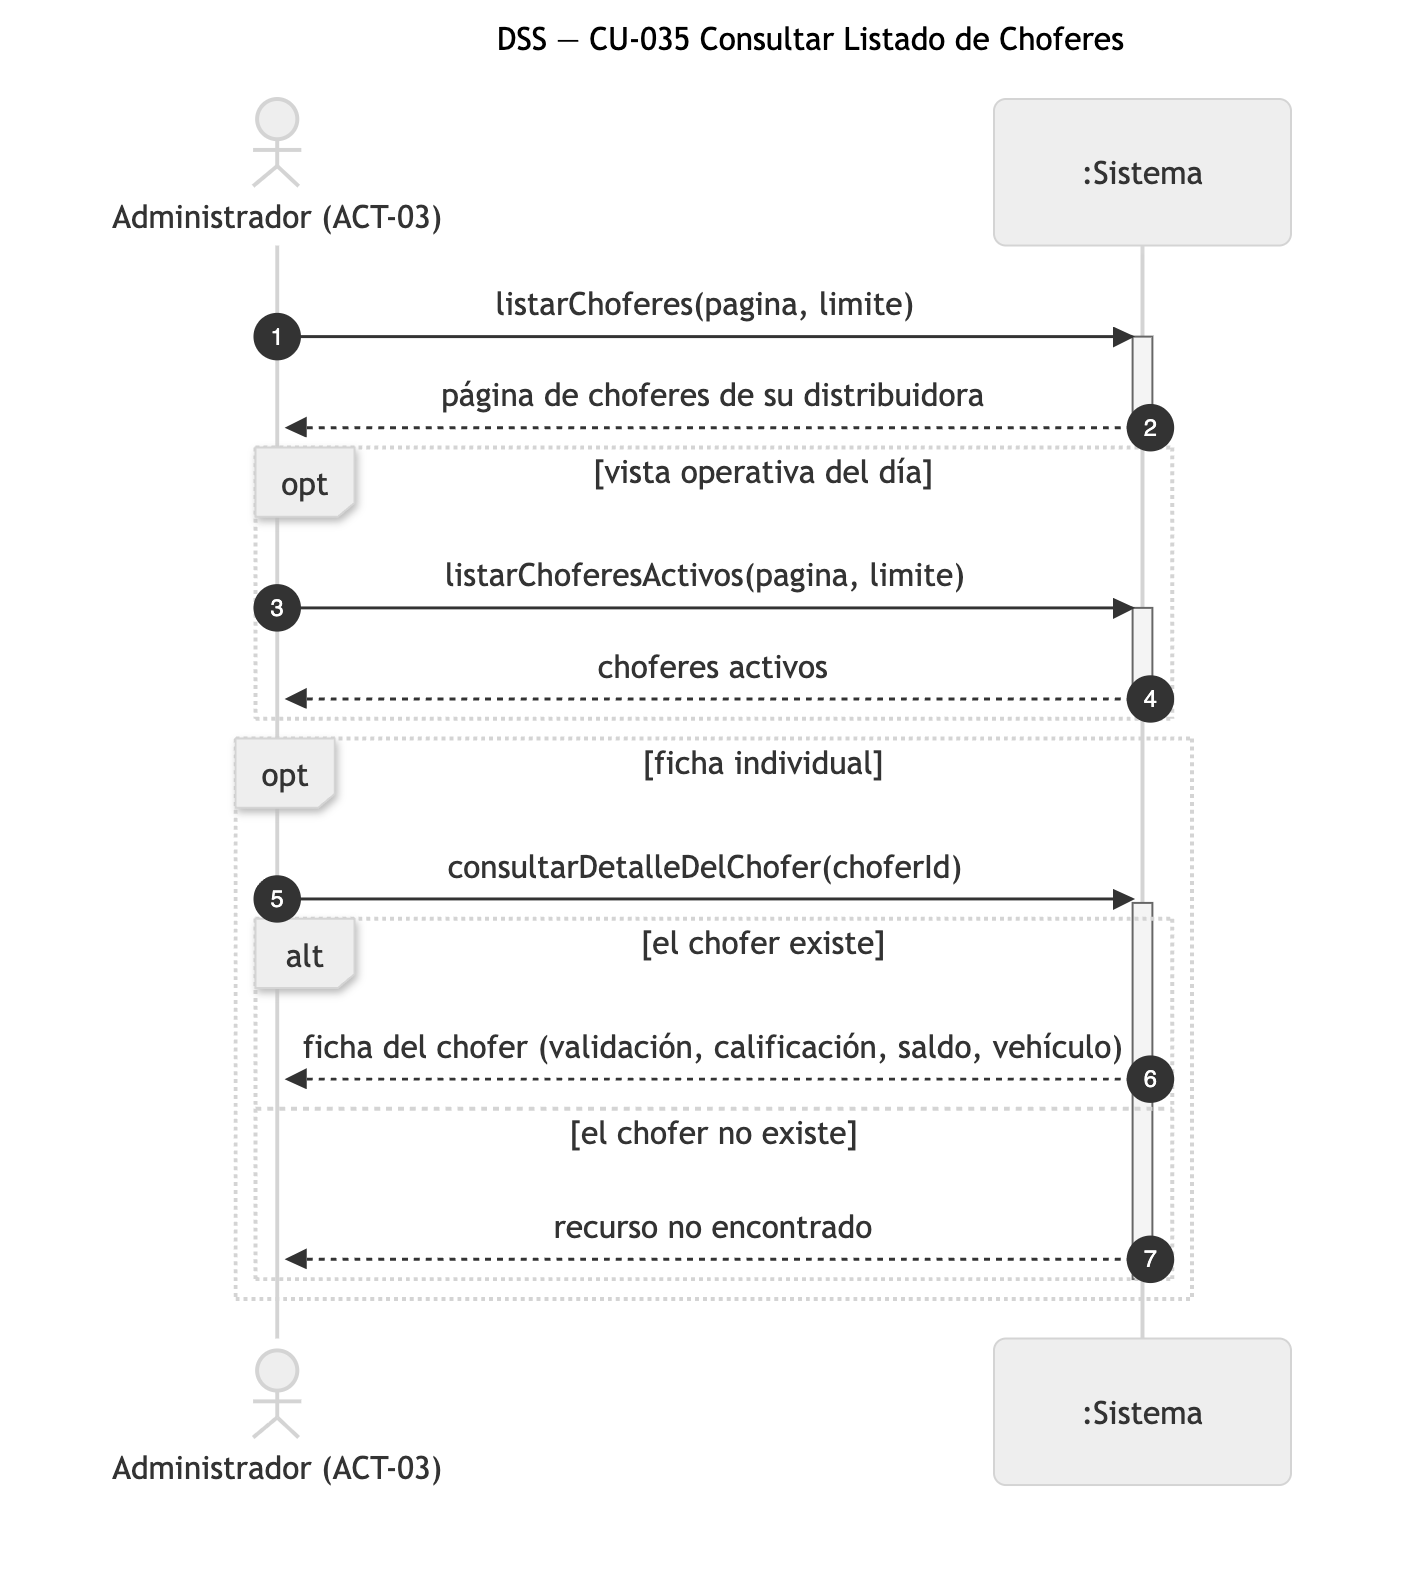 DSS — CU-035 Consultar Listado de Choferes
Administrador (ACT-03)
:Sistema
listarChoferes(pagina, limite)
1
página de choferes de su distribuidora
2
opt
[vista operativa del día]
listarChoferesActivos(pagina, limite)
3
choferes activos
4
opt
[ficha individual]
consultarDetalleDelChofer(choferId)
5
alt
[el chofer existe]
ficha del chofer (validación, calificación, saldo, vehículo)
6
[el chofer no existe]
recurso no encontrado
7
Administrador (ACT-03)
:Sistema